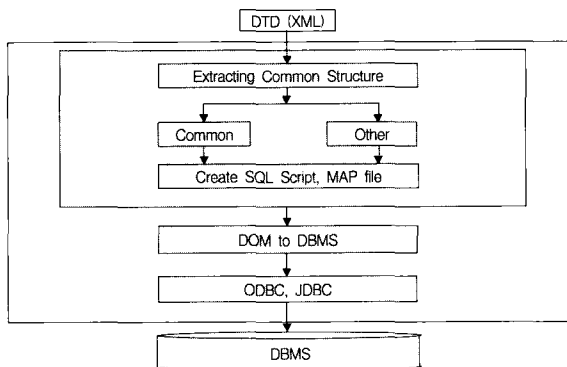 DTD (XML)
Extracting Common Structure
Common
Other
Create SQL Script, MAP file
DOM to DBMS
ODBC, JDBC
DBMS